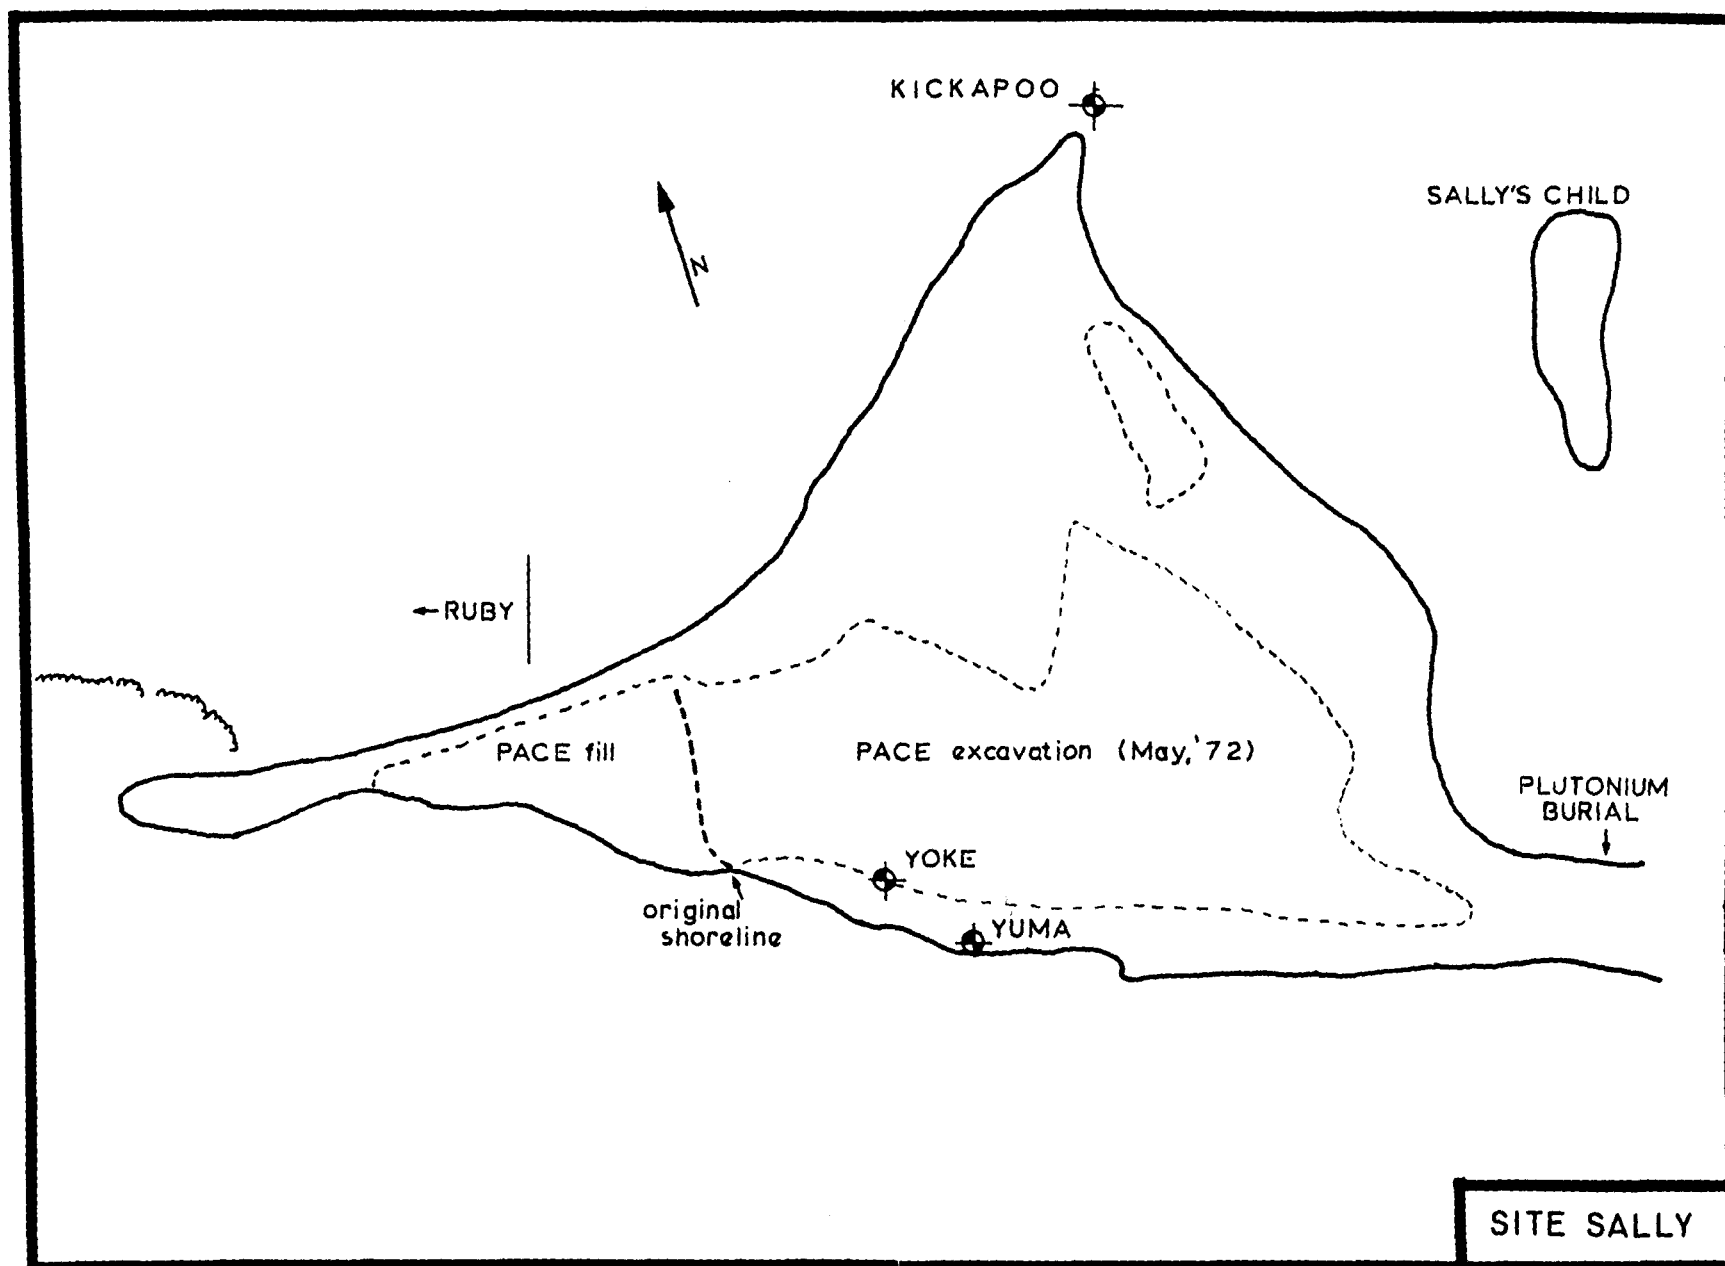 KICKAPOO
SALLY'S CHILD
N
←RUBY
PACE fill
PACE excavation (May, '72)
PLUTONIUM
BURIAL
YOKE
original
shoreline
YUMA
SITE SALLY